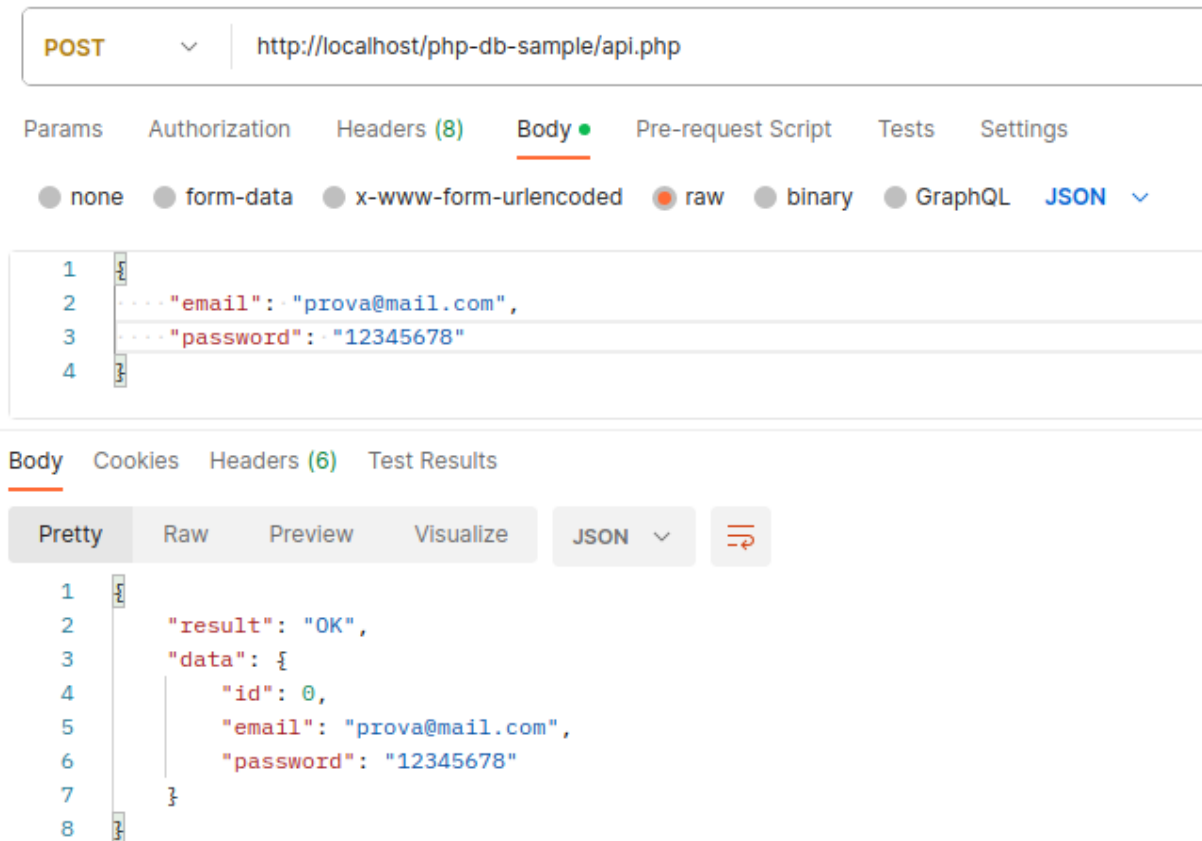 POST http://localhost/php-db-sample/api.php
Params Authorization Headers (8) Body Pre-request Script Tests Settings
none form-data x-www-form-urlencoded raw binary GraphQL JSON
1 {
2 "email": "prova@mail.com",
3 "password": "12345678"
4 }
Body Cookies Headers (6) Test Results
Pretty Raw Preview Visualize JSON
1 {
2 "result": "OK",
3 "data": {
4 "id": 0,
5 "email": "prova@mail.com",
6 "password": "12345678"
7 }
8 }